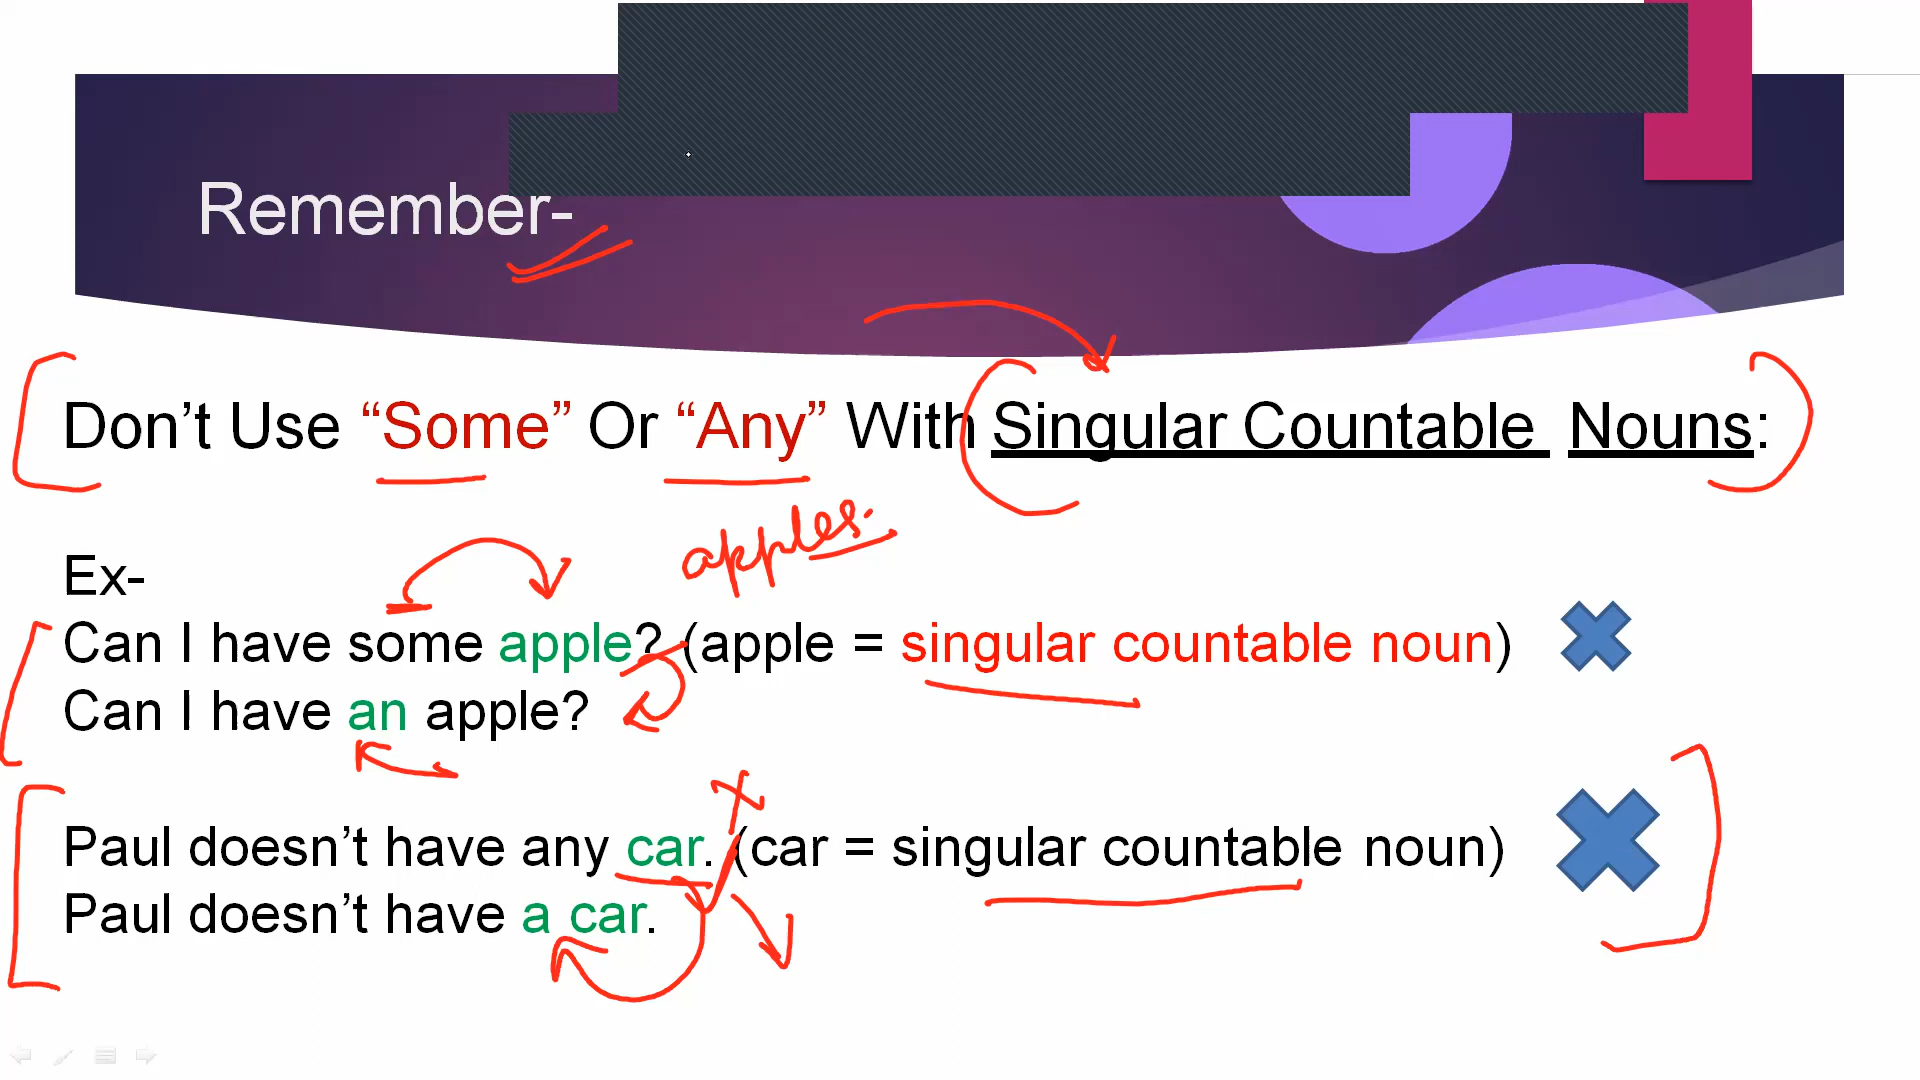 Remember-
Don’t Use “Some” Or “Any” With Singular Countable Nouns:
apples.
Ex-
Can I have some apple? (apple = singular countable noun)
Can I have an apple?
Paul doesn’t have any car. (car = singular countable noun)
Paul doesn’t have a car.